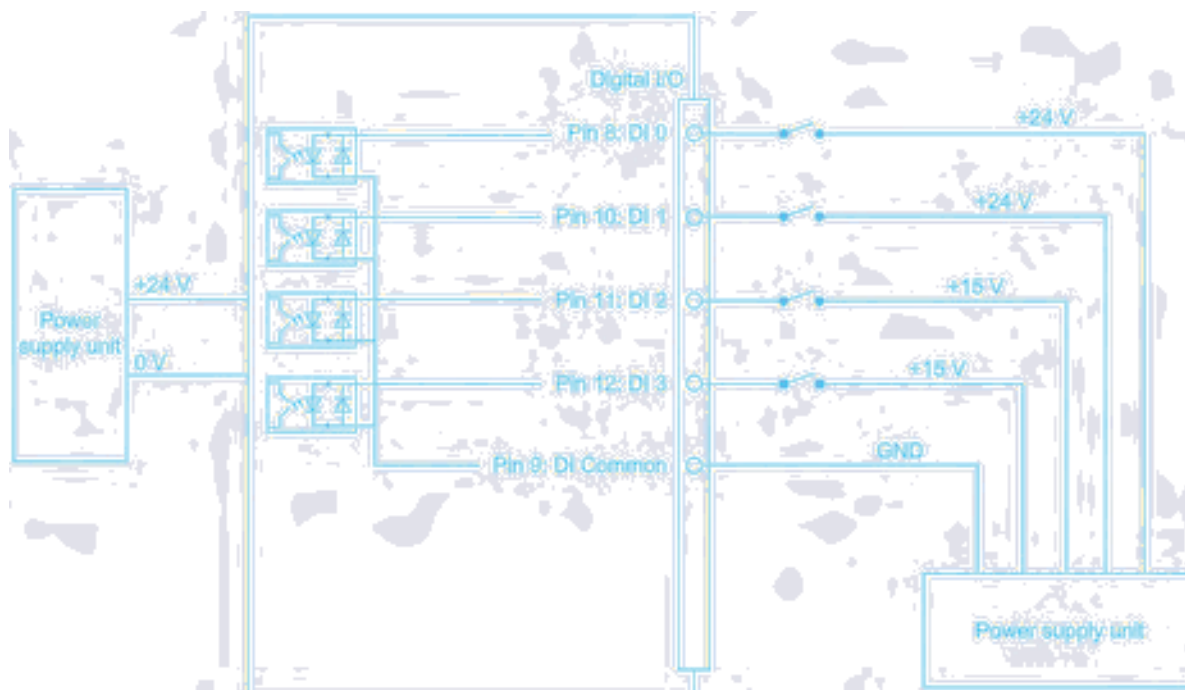 Digital I/O
Pin 8: DI 0
+24 V
Pin 10: DI 1
+24 V
+24 V
Pin 11: DI 2
+15 V
Power
supply unit
0 V
Pin 12: DI 3
+15 V
Pin 9: DI Common
GND
Power supply unit